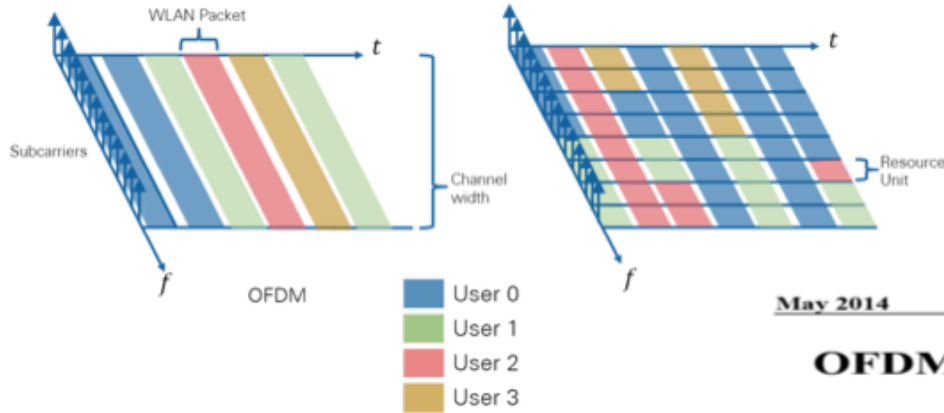 WLAN Packet
t
Subcarriers
Channel
width
f
OFDM
t
Resource
Unit
f
User 0
User 1
User 2
User 3
May 2014
OFDM